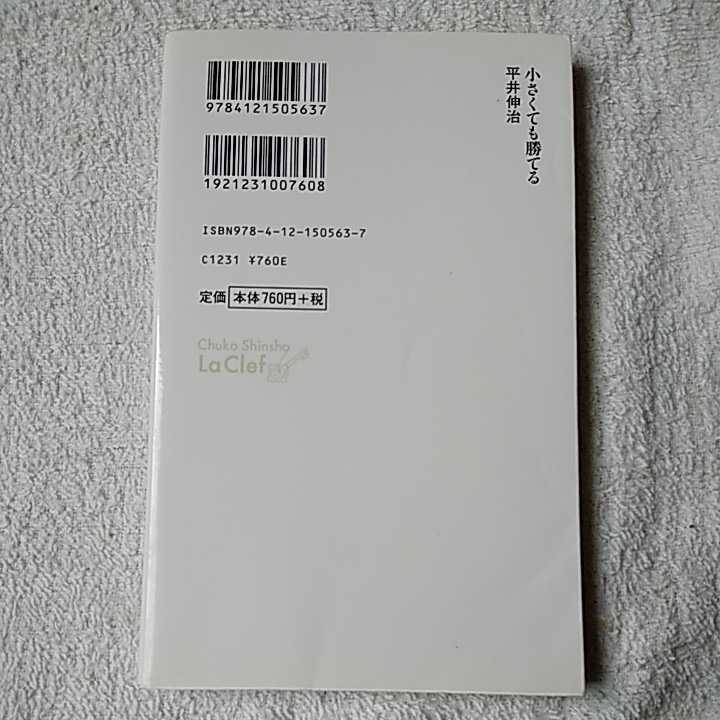 小さくても勝てる
平井伸治
9784121505637
1921231007608
ISBN978-4-12-150563-7
C1231 ¥760E
定価 本体760円+税
Chuko Shinsho
La Clef